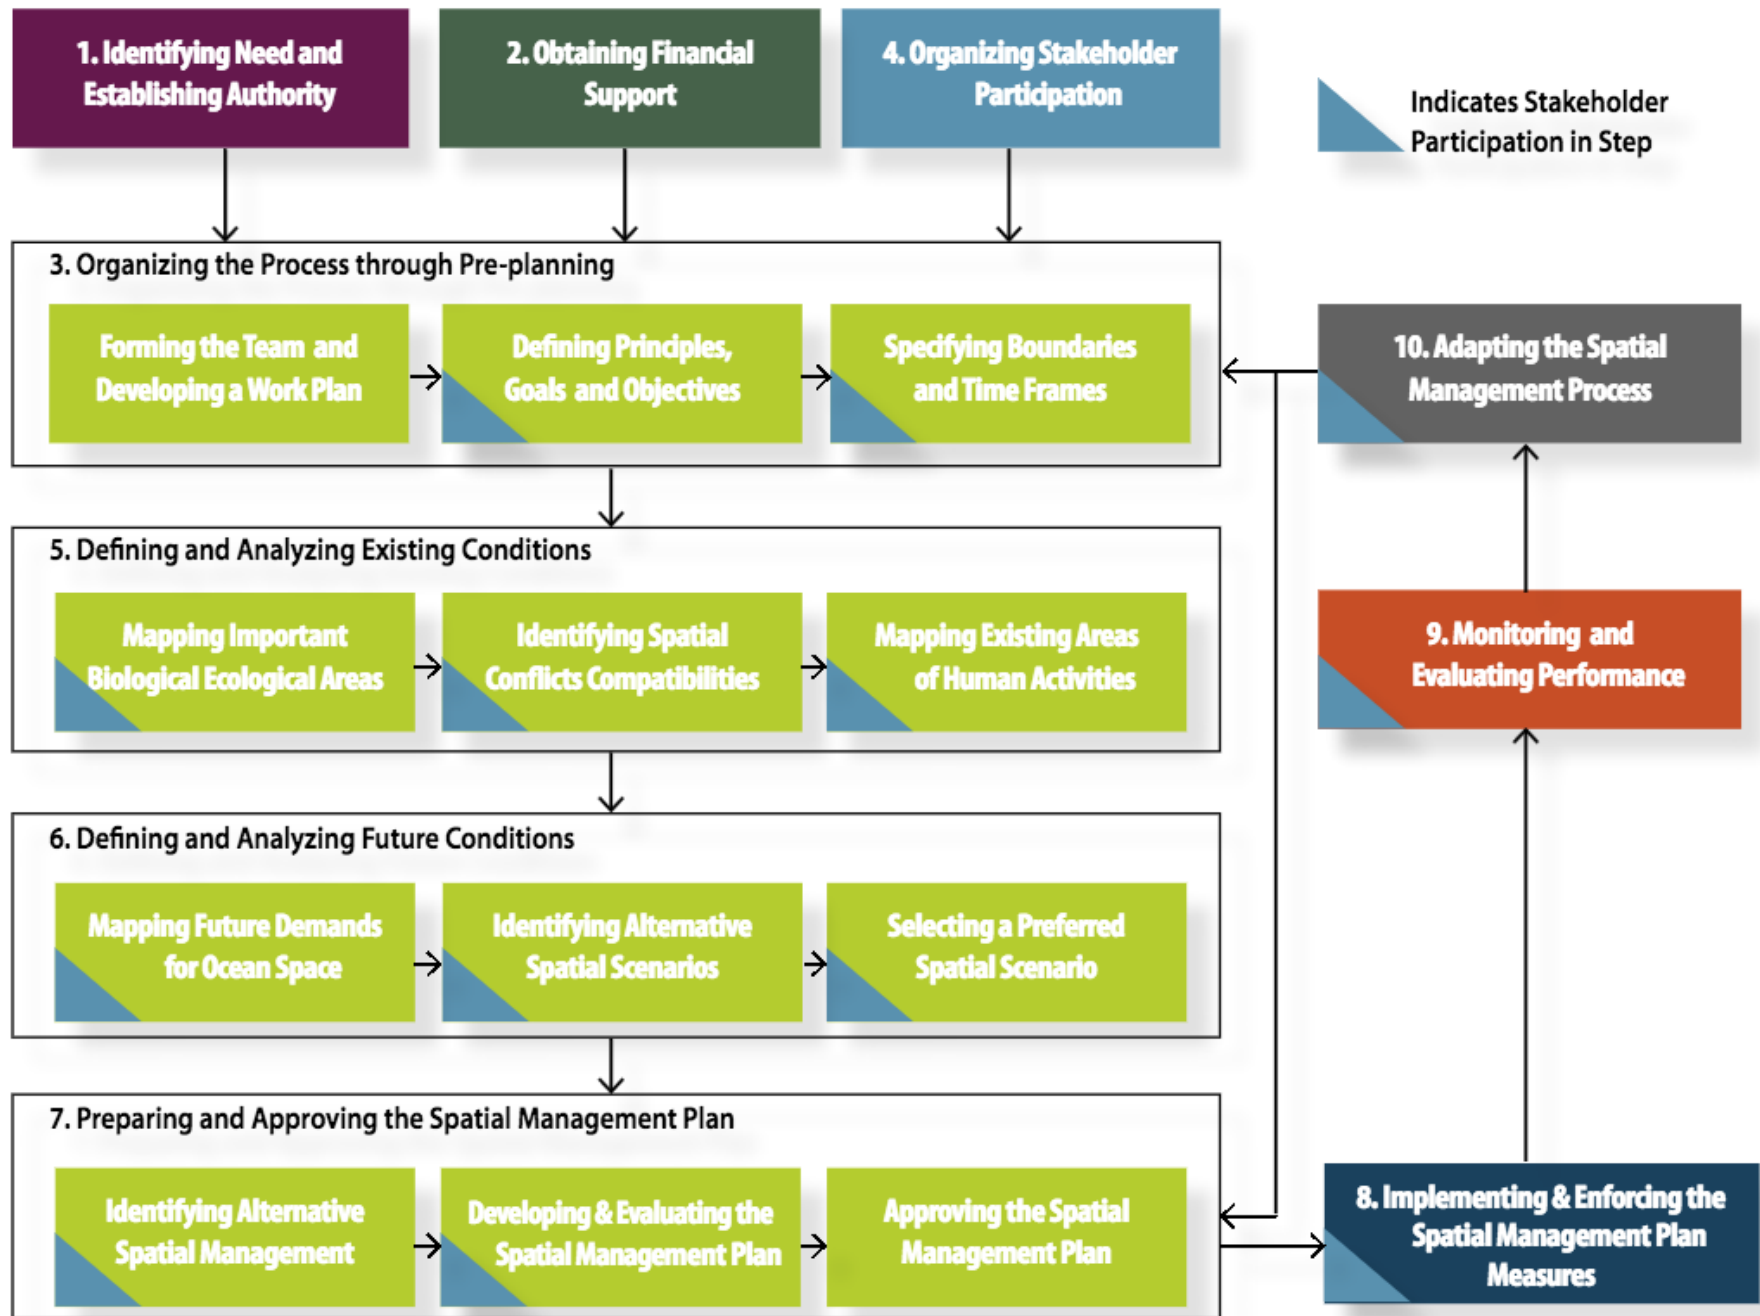 1. Identifying Need and
Establishing Authority
2. Obtaining Financial
Support
4. Organizing Stakeholder
Participation
Indicates Stakeholder
Participation in Step
3. Organizing the Process through Pre-planning
Forming the Team and
Developing a Work Plan
Defining Principles,
Goals and Objectives
Specifying Boundaries
and Time Frames
10. Adapting the Spatial
Management Process
5. Defining and Analyzing Existing Conditions
Mapping Important
Biological Ecological Areas
Identifying Spatial
Conflicts Compatibilities
Mapping Existing Areas
of Human Activities
9. Monitoring and
Evaluating Performance
6. Defining and Analyzing Future Conditions
Mapping Future Demands
for Ocean Space
Identifying Alternative
Spatial Scenarios
Selecting a Preferred
Spatial Scenario
7. Preparing and Approving the Spatial Management Plan
Identifying Alternative
Spatial Management
Developing & Evaluating the
Spatial Management Plan
Approving the Spatial
Management Plan
8. Implementing & Enforcing the
Spatial Management Plan
Measures